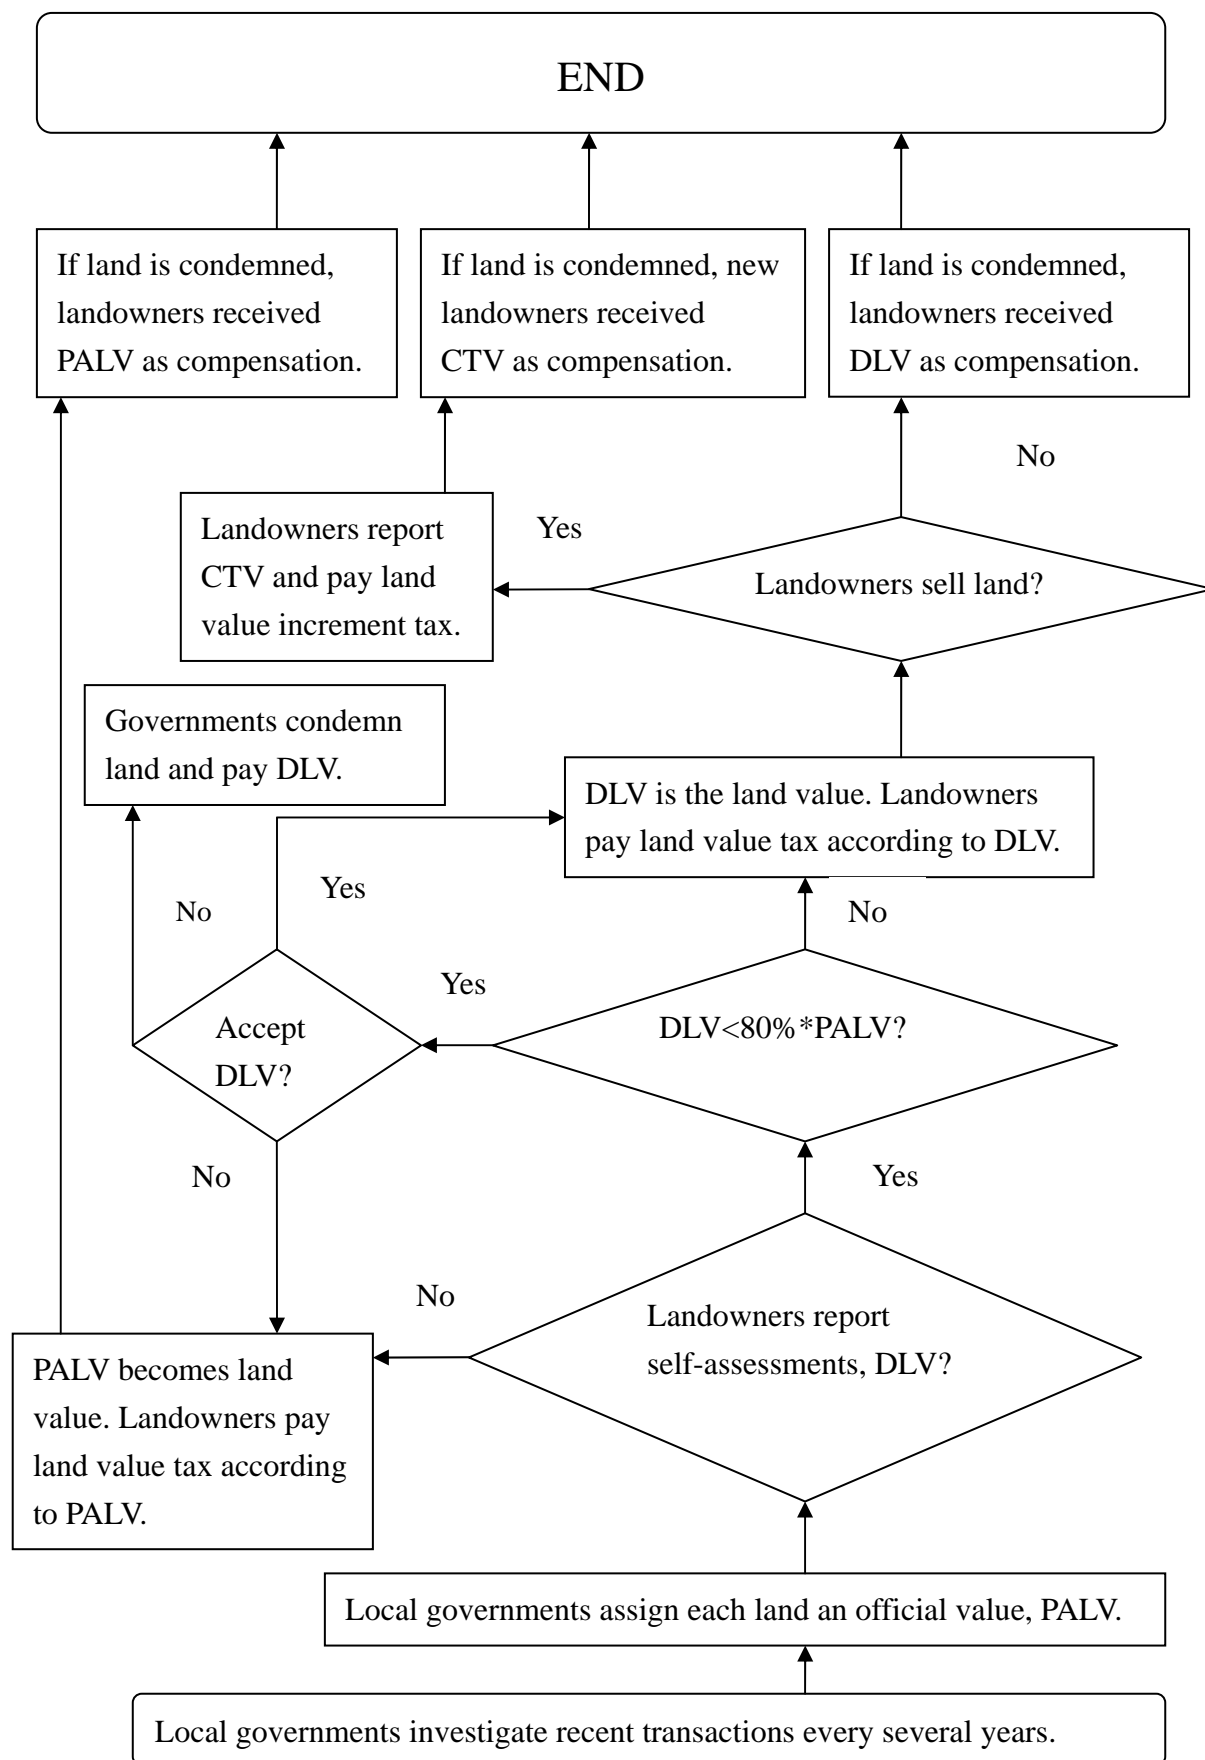 END
If land is condemned,
landowners received
PALV as compensation.
If land is condemned, new
landowners received
CTV as compensation.
If land is condemned,
landowners received
DLV as compensation.
No
Landowners report
CTV and pay land
value increment tax.
Yes
Landowners sell land?
Governments condemn
land and pay DLV.
DLV is the land value. Landowners
pay land value tax according to DLV.
Yes
No
No
Yes
Accept
DLV?
DLV<80%*PALV?
No
Yes
No
Landowners report
self-assessments, DLV?
PALV becomes land
value. Landowners pay
land value tax according
to PALV.
Local governments assign each land an official value, PALV.
Local governments investigate recent transactions every several years.